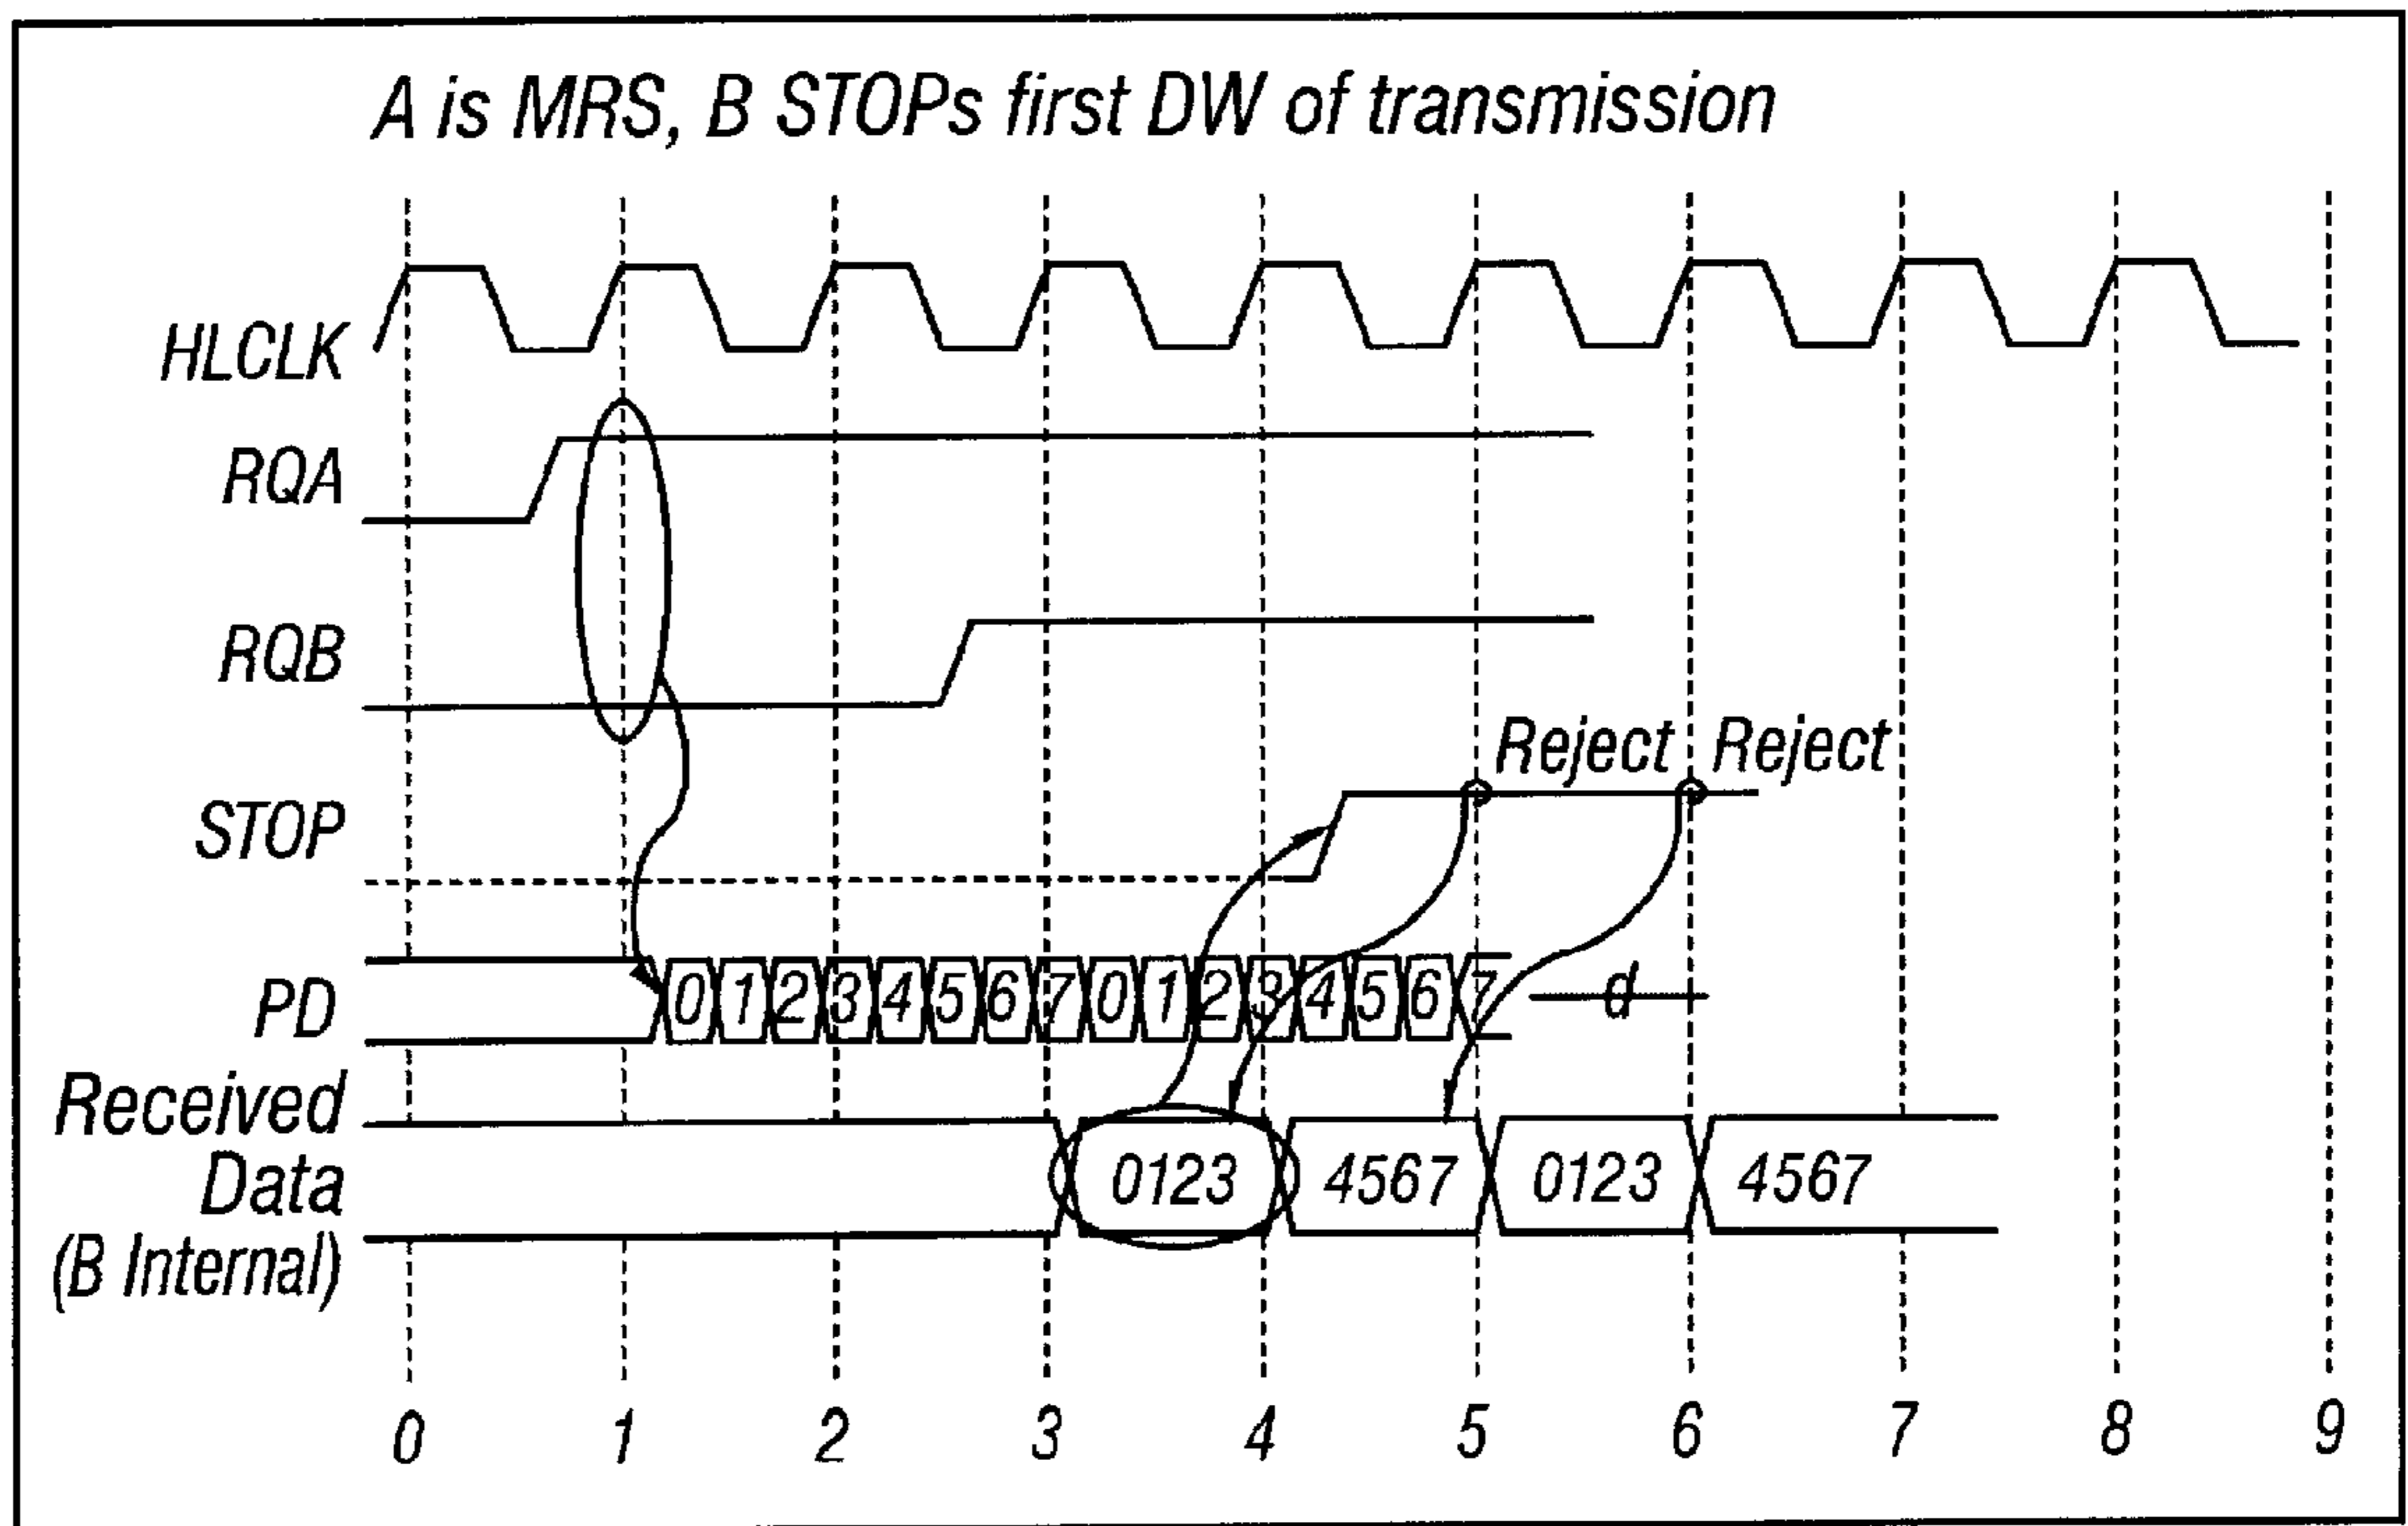 A is MRS, B STOPs first DW of transmission
HLCLK
RQA
RQB
Reject Reject
STOP
PD 0 1 2 3 4 5 6 7 0 1 2 3 4 5 6 7 d
Received
Data
(B Internal)
0123 4567 0123 4567
0 1 2 3 4 5 6 7 8 9